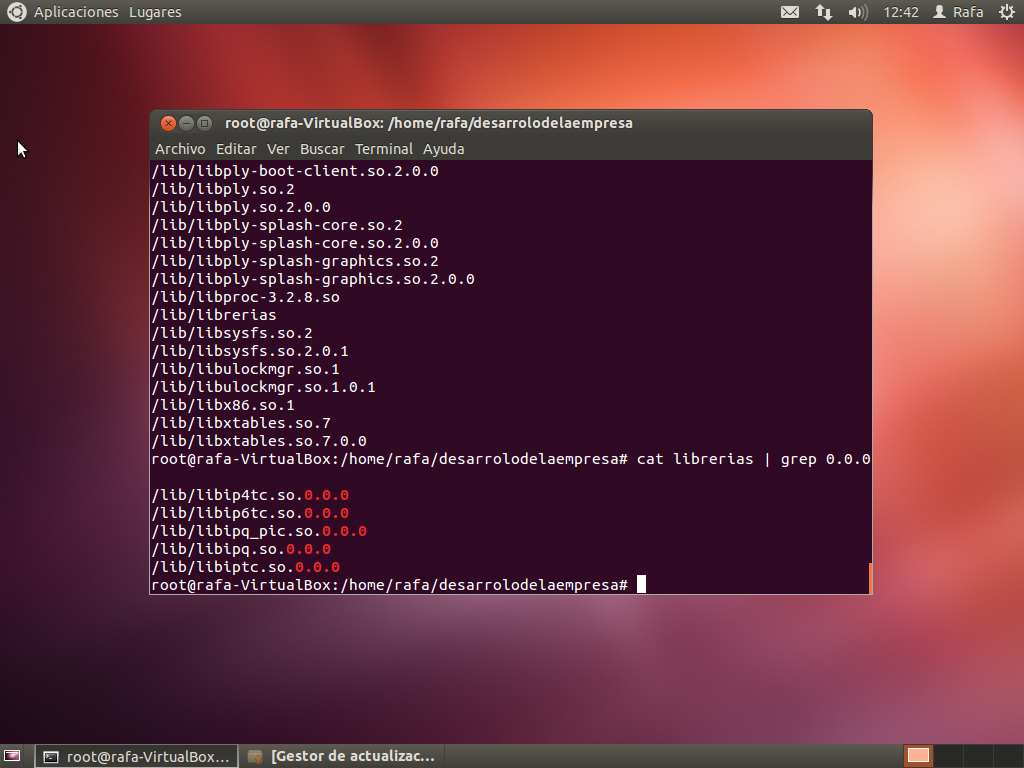 Aplicaciones Lugares 12:42 Rafa
root@rafa-VirtualBox: /home/rafa/desarrolodelaempresa
Archivo Editar Ver Buscar Terminal Ayuda
/lib/libply-boot-client.so.2.0.0
/lib/libply.so.2
/lib/libply.so.2.0.0
/lib/libply-splash-core.so.2
/lib/libply-splash-core.so.2.0.0
/lib/libply-splash-graphics.so.2
/lib/libply-splash-graphics.so.2.0.0
/lib/libproc-3.2.8.so
/lib/librerias
/lib/libsysfs.so.2
/lib/libsysfs.so.2.0.1
/lib/libulockmgr.so.1
/lib/libulockmgr.so.1.0.1
/lib/libx86.so.1
/lib/libxtables.so.7
/lib/libxtables.so.7.0.0
root@rafa-VirtualBox:/home/rafa/desarrolodelaempresa# cat librerias | grep 0.0.0
/lib/libip4tc.so.0.0.0
/lib/libip6tc.so.0.0.0
/lib/libipq_pic.so.0.0.0
/lib/libipq.so.0.0.0
/lib/libiptc.so.0.0.0
root@rafa-VirtualBox:/home/rafa/desarrolodelaempresa#
root@rafa-VirtualBox... [Gestor de actualizac...